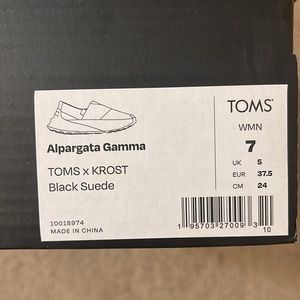 TOMS®
WMN
7
UK 5
EUR 37.5
CM 24
Alpargata Gamma
TOMS x KROST
Black Suede
10018974
MADE IN CHINA
1 95703 27009 3
10